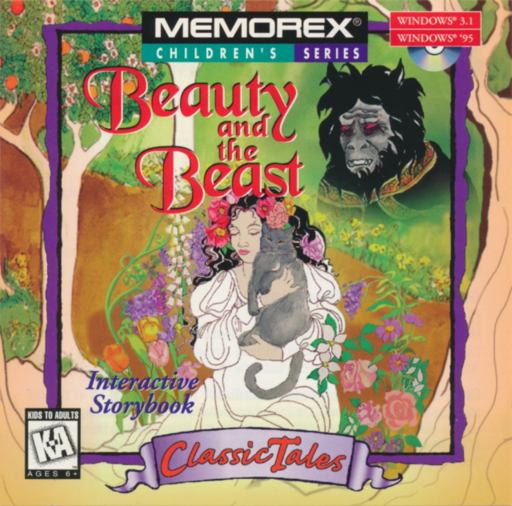 MEMOREX®
CHILDREN'S SERIES
WINDOWS® 3.1
WINDOWS® '95
Beauty
and
the
Beast
Interactive
Storybook
KIDS TO ADULTS
KA
AGES 6+
Classic Tales